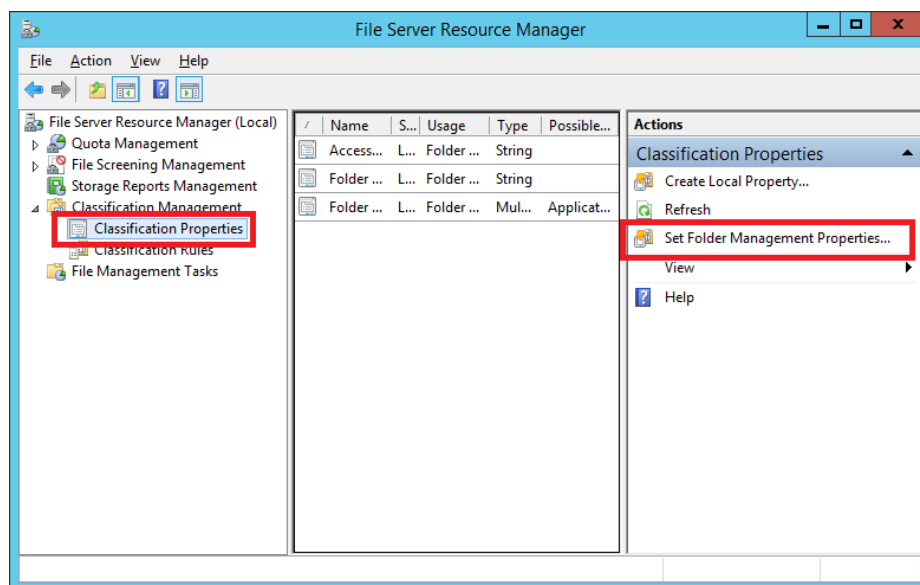 File Server Resource Manager
File Action View Help
File Server Resource Manager (Local)
Quota Management
File Screening Management
Storage Reports Management
Classification Management
Classification Properties
Classification Rules
File Management Tasks
Name S... Usage Type Possible...
Access... L... Folder ... String
Folder ... L... Folder ... String
Folder ... L... Folder ... Mul... Applicat...
Actions
Classification Properties
Create Local Property...
Refresh
Set Folder Management Properties...
View
Help